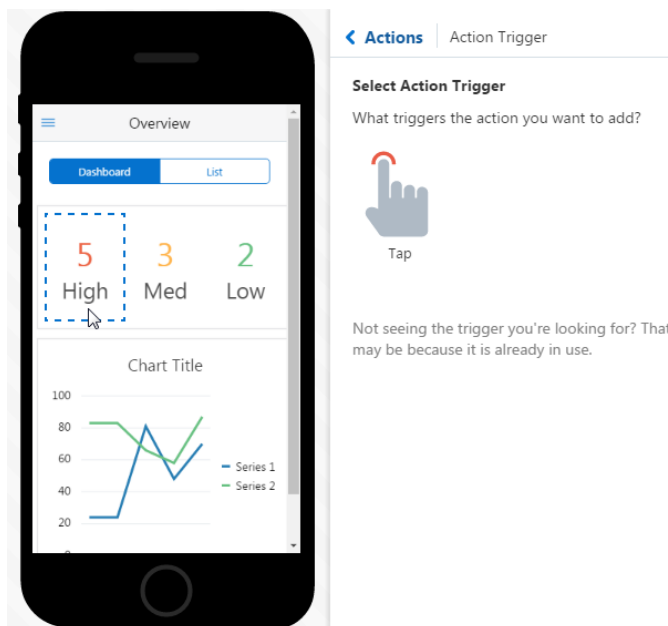 Actions
Action Trigger
Select Action Trigger
What triggers the action you want to add?
Tap
Not seeing the trigger you're looking for? That
may be because it is already in use.
Overview
Dashboard
List
5
3
2
High
Med
Low
Chart Title
100
80
60
40
20
0
Series 1
Series 2